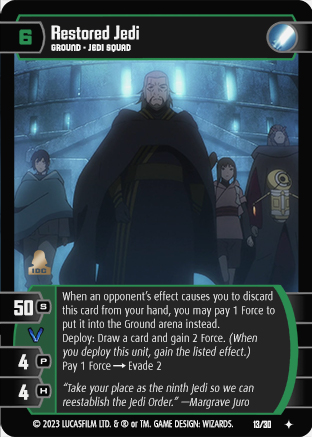 6
Restored Jedi
GROUND • JEDI SQUAD
IDC
50 S
V
4 P
4 H
When an opponent's effect causes you to discard
this card from your hand, you may pay 1 Force to
put it into the Ground arena instead.
Deploy: Draw a card and gain 2 Force. (When
you deploy this unit, gain the listed effect.)
Pay 1 Force → Evade 2
"Take your place as the ninth Jedi so we can
reestablish the Jedi Order." —Margrave Juro
© 2023 LUCASFILM LTD. & ® or TM. GAME DESIGN: WIZARDS. 13/30